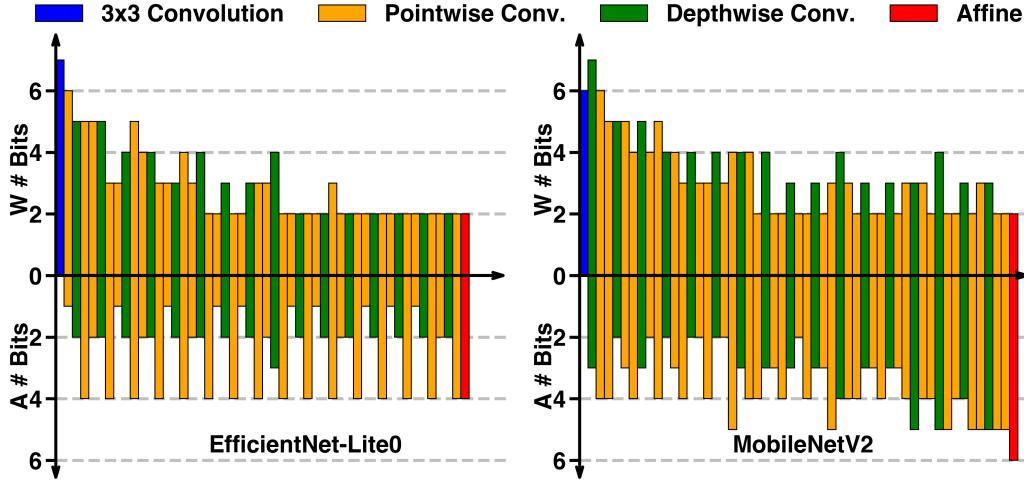 3x3 Convolution Pointwise Conv. Depthwise Conv. Affine
W # Bits
6
4
2
0
A # Bits
2
4
6
EfficientNet-Lite0
W # Bits
6
4
2
0
A # Bits
2
4
6
MobileNetV2